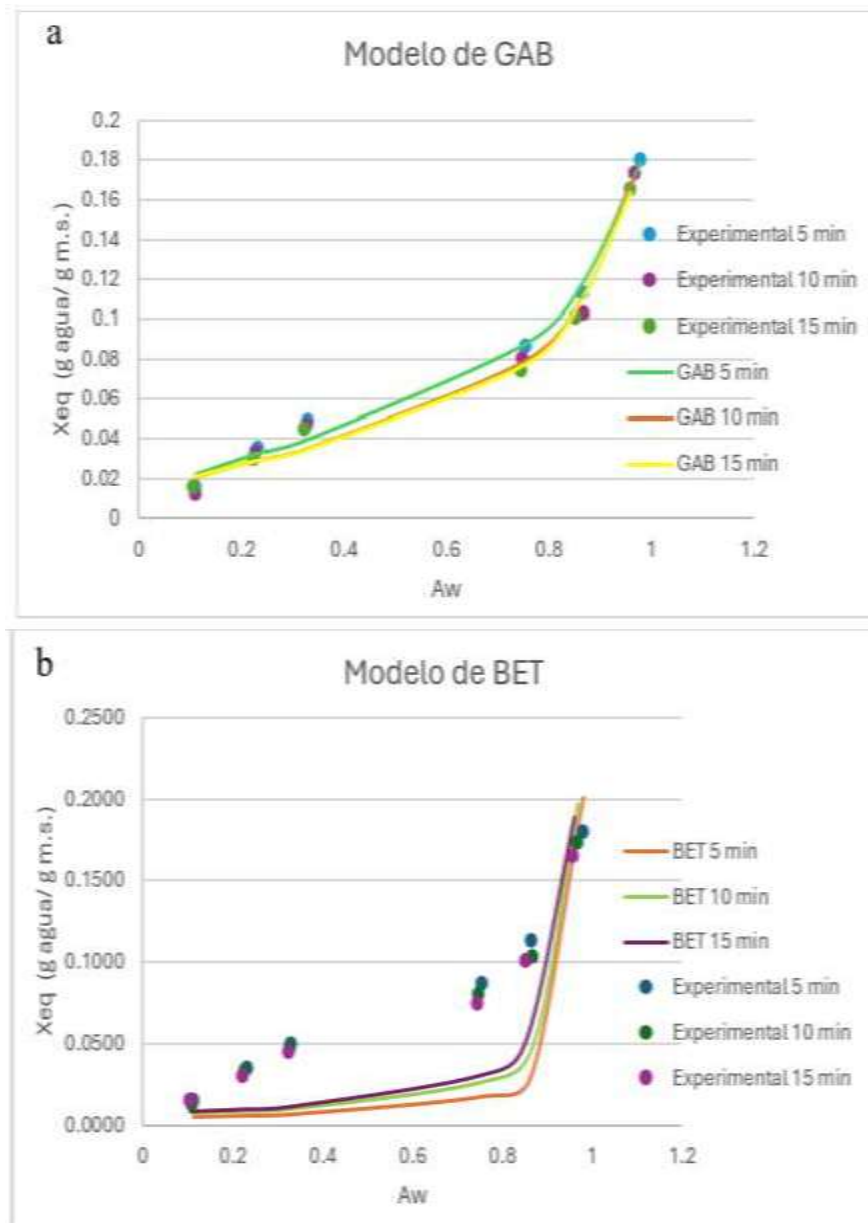 a
Modelo de GAB
0.2
0.18
0.16
0.14
0.12
0.1
0.08
0.06
0.04
0.02
0
Xeq (g agua/ g m.s.)
0
0.2
0.4
0.6
0.8
1
1.2
Aw
Experimental 5 min
Experimental 10 min
Experimental 15 min
GAB 5 min
GAB 10 min
GAB 15 min
b
Modelo de BET
0.2500
0.2000
0.1500
0.1000
0.0500
0.0000
Xeq (g agua/ g m.s.)
0
0.2
0.4
0.6
0.8
1
1.2
Aw
BET 5 min
BET 10 min
BET 15 min
Experimental 5 min
Experimental 10 min
Experimental 15 min